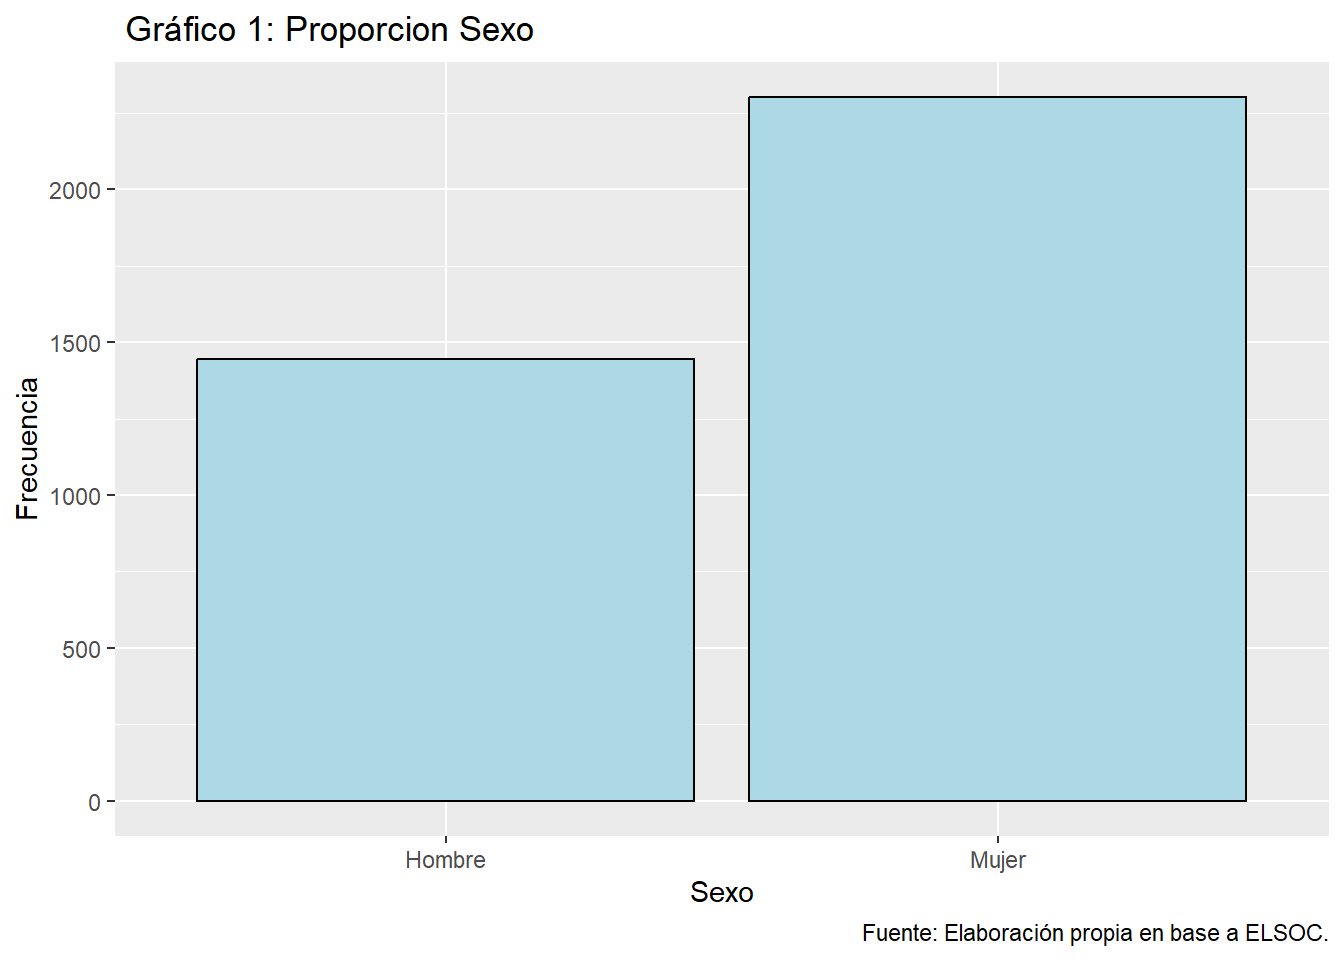 Gráfico 1: Proporcion Sexo
2000
1500
1000
500
0
Frecuencia
Hombre
Mujer
Sexo
Fuente: Elaboración propia en base a ELSOC.